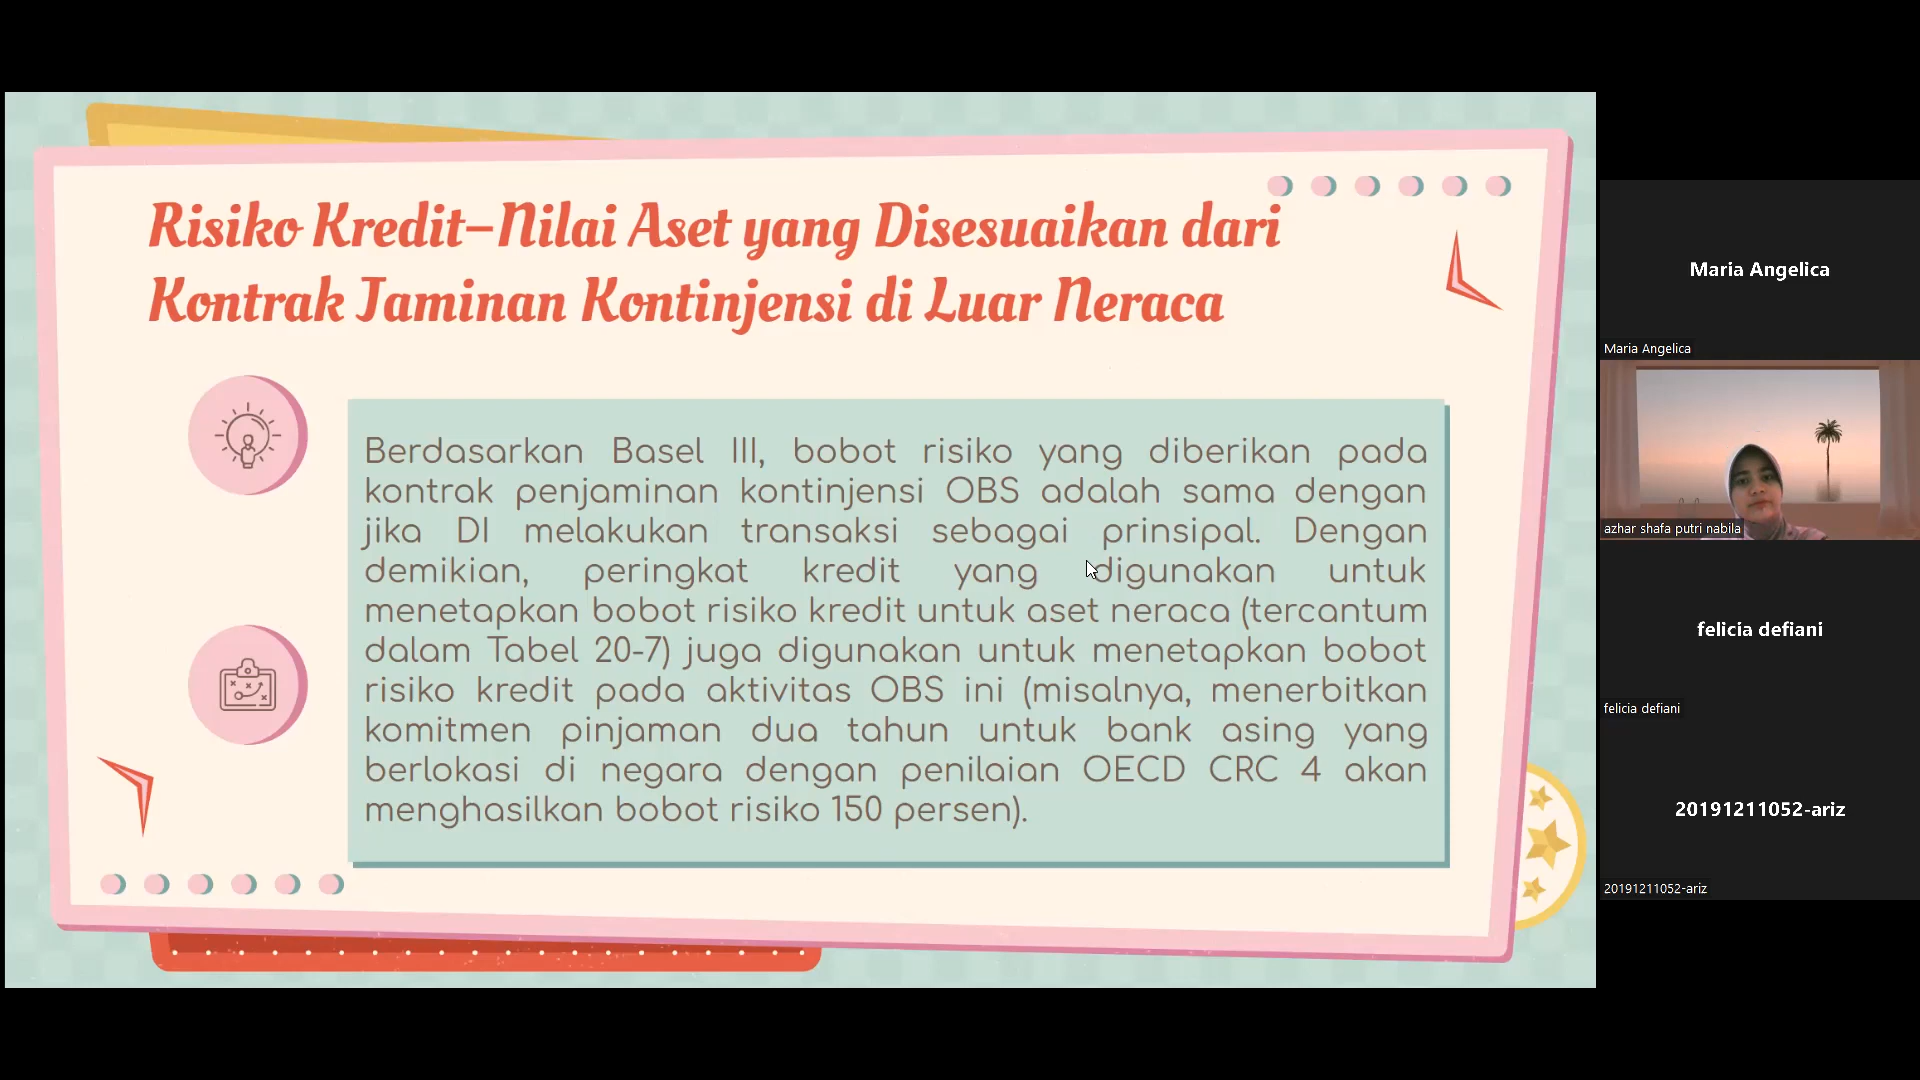 Risiko Kredit–Nilai Aset yang Disesuaikan dari
Kontrak Jaminan Kontinjensi di Luar Neraca
Berdasarkan Basel III, bobot risiko yang diberikan pada
kontrak penjaminan kontinjensi OBS adalah sama dengan
jika DI melakukan transaksi sebagai prinsipal. Dengan
demikian, peringkat kredit yang digunakan untuk
menetapkan bobot risiko kredit untuk aset neraca (tercantum
dalam Tabel 20-7) juga digunakan untuk menetapkan bobot
risiko kredit pada aktivitas OBS ini (misalnya, menerbitkan
komitmen pinjaman dua tahun untuk bank asing yang
berlokasi di negara dengan penilaian OECD CRC 4 akan
menghasilkan bobot risiko 150 persen).
Maria Angelica
Maria Angelica
azhar shafa putri nabila
felicia defiani
felicia defiani
20191211052-ariz
20191211052-ariz